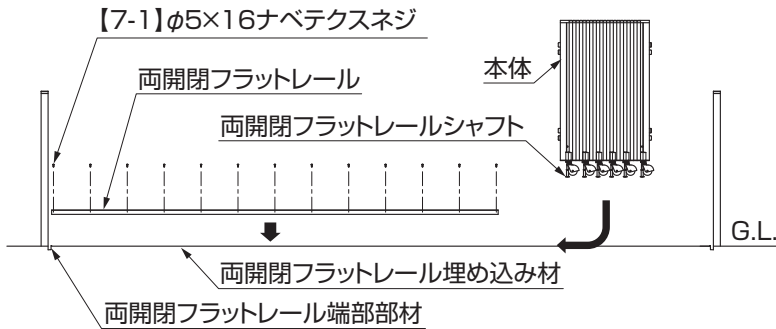 【7-1】φ5×16ナベテクスネジ
両開閉フラットレール
本体
両開閉フラットレールシャフト
G.L.
両開閉フラットレール埋め込み材
両開閉フラットレール端部部材